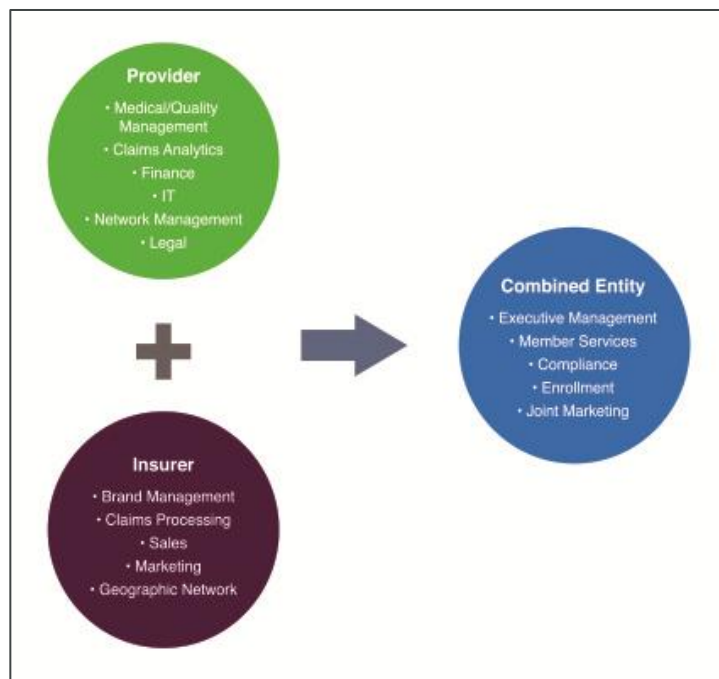 Provider
• Medical/Quality
Management
• Claims Analytics
• Finance
• IT
• Network Management
• Legal
Insurer
• Brand Management
• Claims Processing
• Sales
• Marketing
• Geographic Network
Combined Entity
• Executive Management
• Member Services
• Compliance
• Enrollment
• Joint Marketing